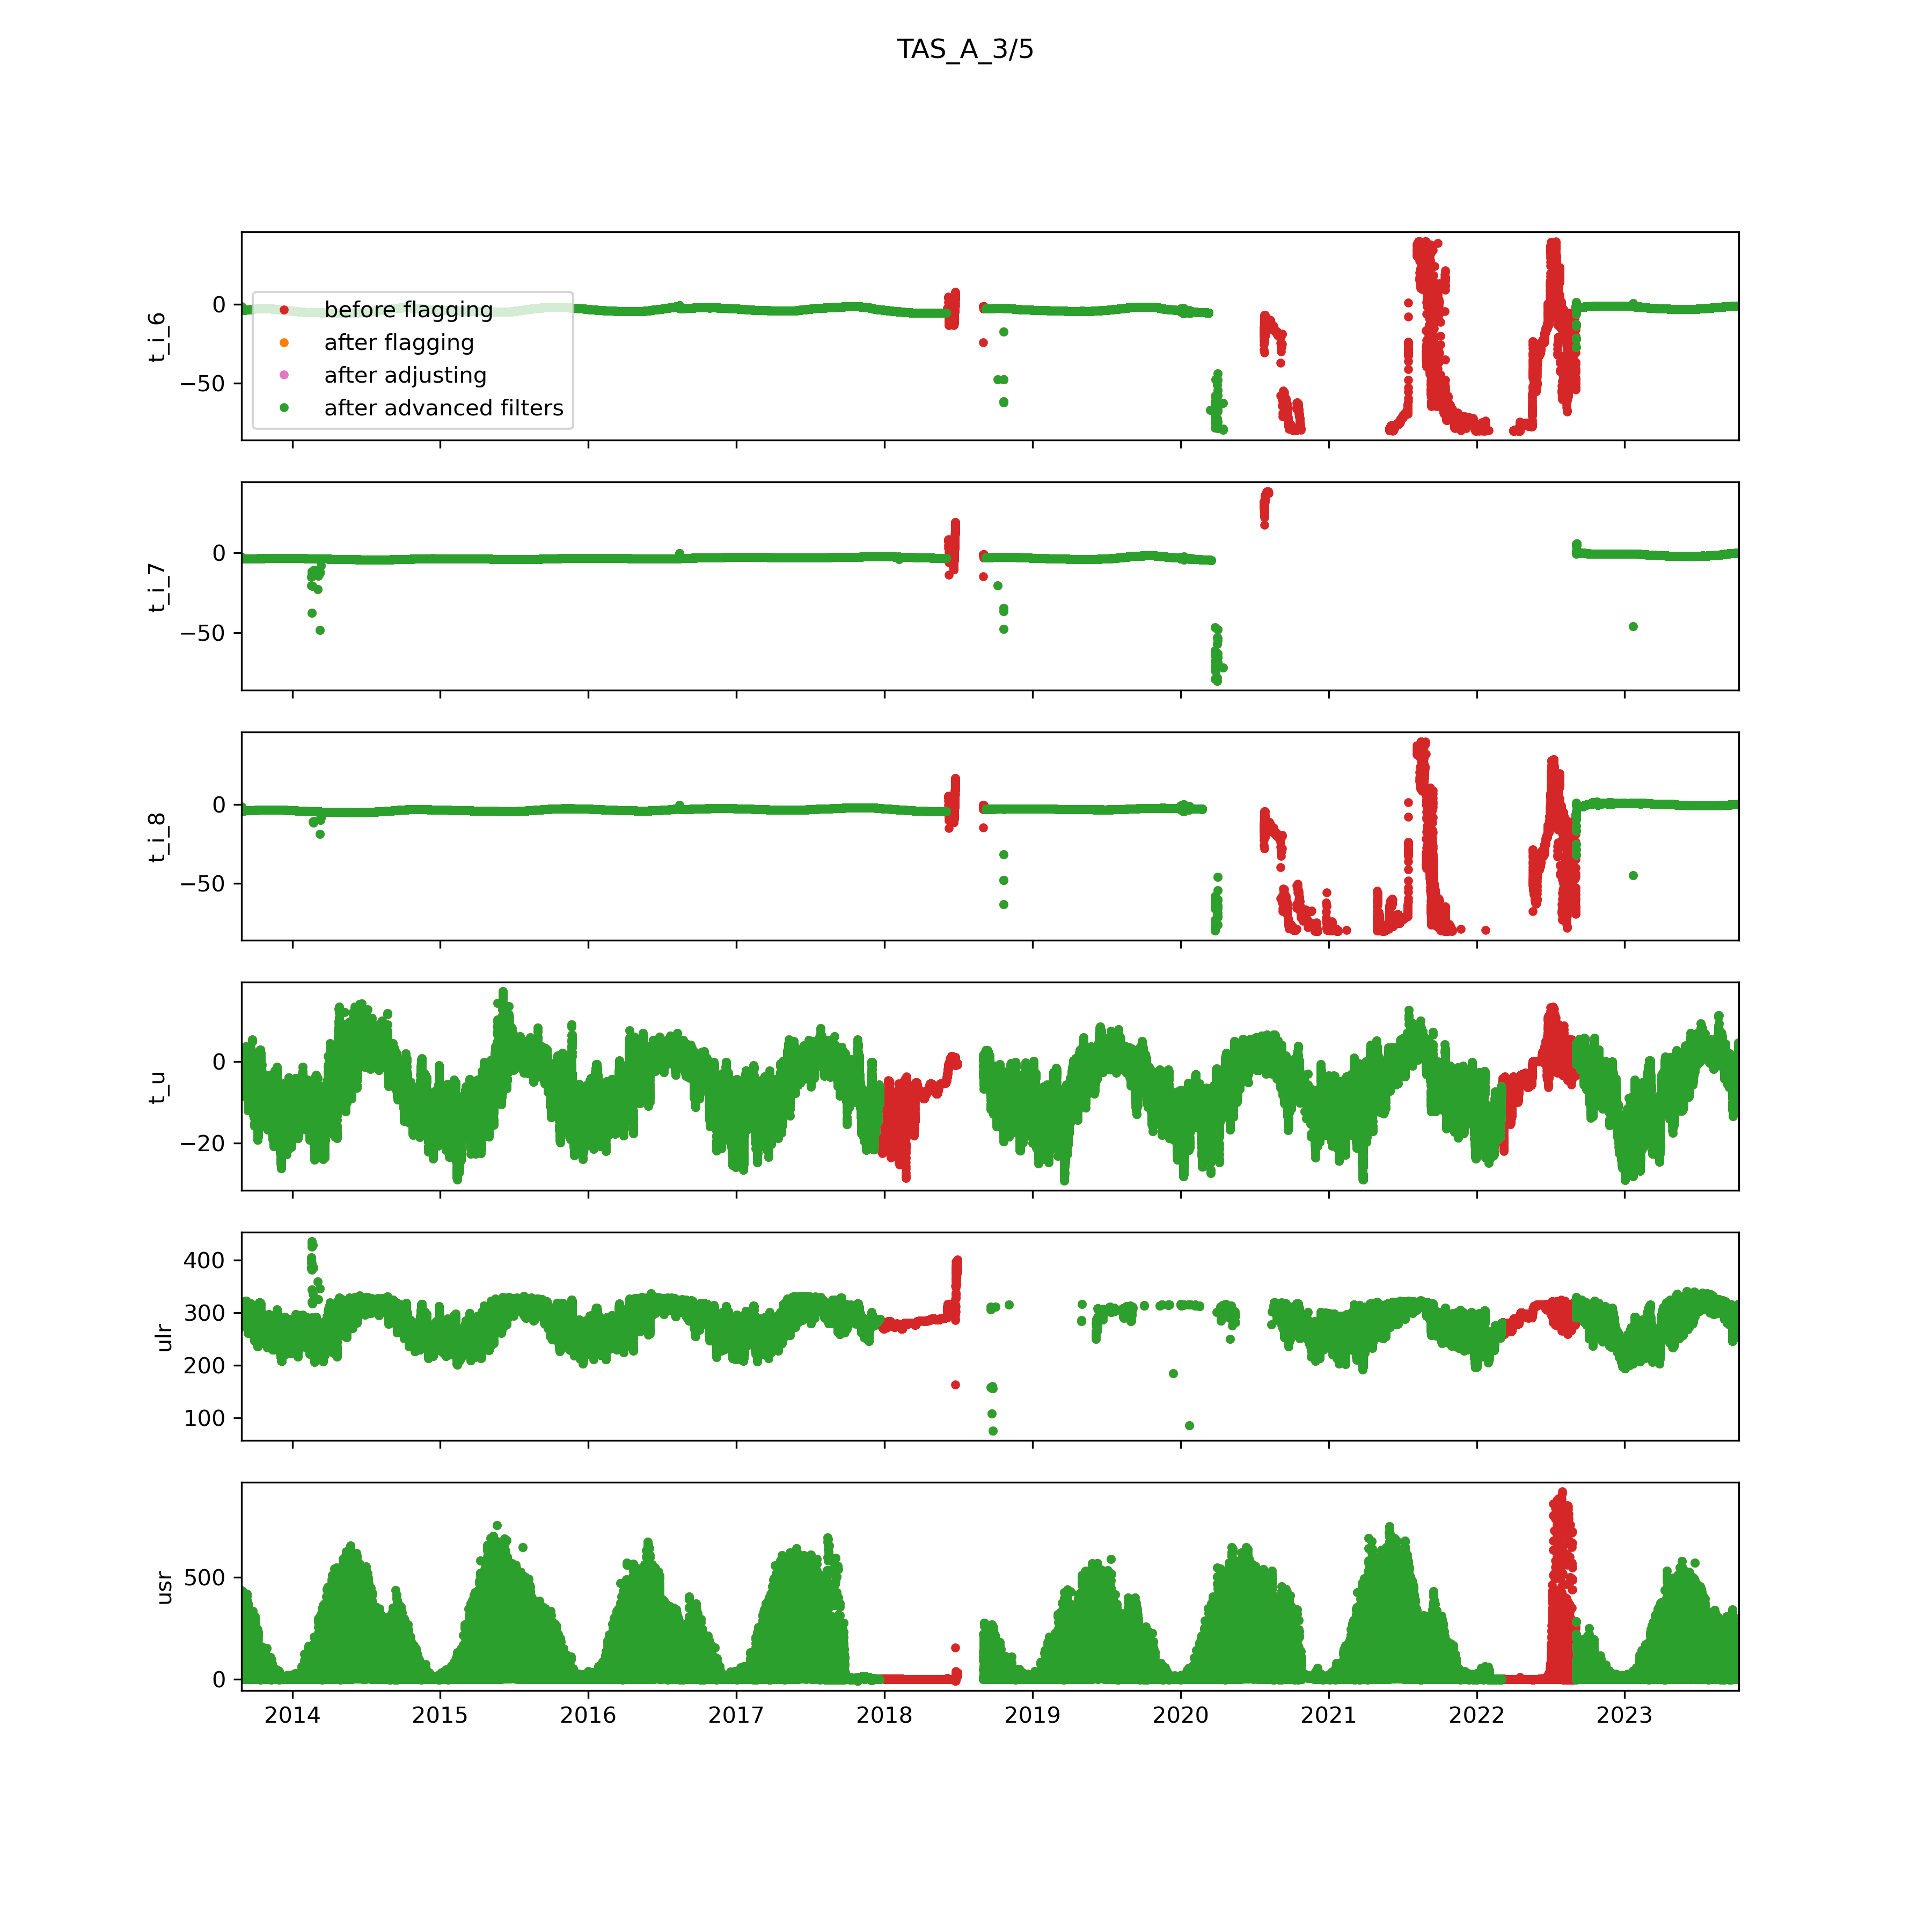 TAS_A_3/5
t_i_6
0
−50
before flagging
after flagging
after adjusting
after advanced filters
t_i_7
0
−50
t_i_8
0
−50
t_u
0
−20
ulr
400
300
200
100
usr
500
0
2014 2015 2016 2017 2018 2019 2020 2021 2022 2023